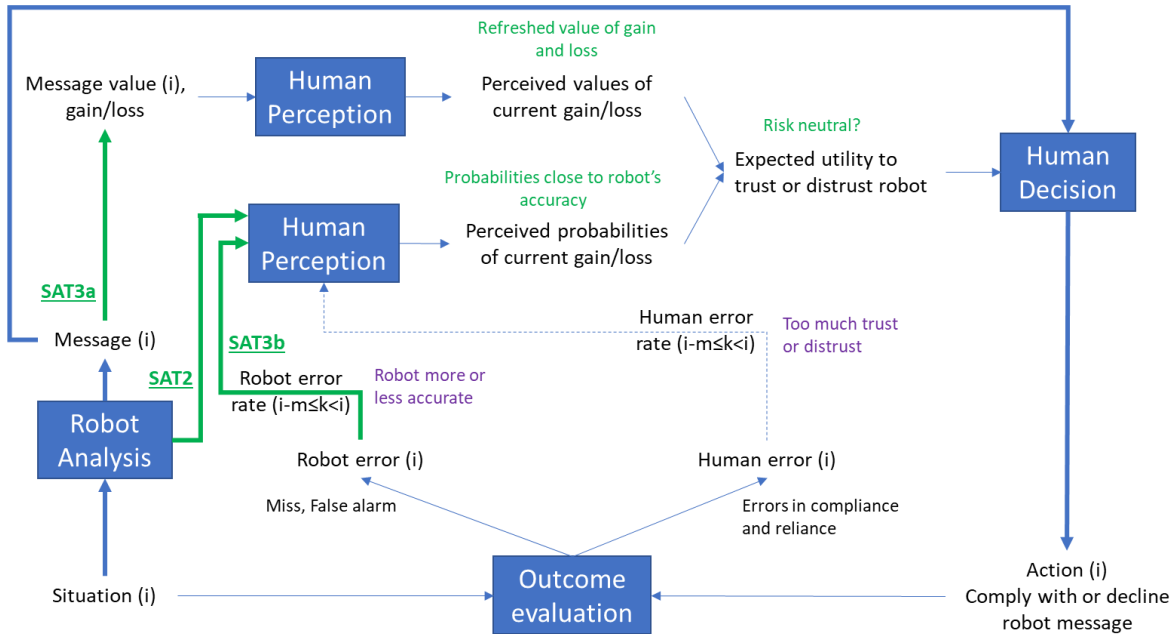 Refreshed value of gain
and loss
Message value (i),
gain/loss
Human
Perception
Perceived values of
current gain/loss
Risk neutral?
Expected utility to
trust or distrust robot
Human
Decision
Probabilities close to robot's
accuracy
Human
Perception
Perceived probabilities
of current gain/loss
SAT3a
Message (i)
SAT2
SAT3b
Robot error
rate (i-m≤k<i)
Robot more or
less accurate
Human error
rate (i-m≤k<i)
Too much trust
or distrust
Robot
Analysis
Robot error (i)
Human error (i)
Miss, False alarm
Errors in compliance
and reliance
Situation (i)
Outcome
evaluation
Action (i)
Comply with or decline
robot message